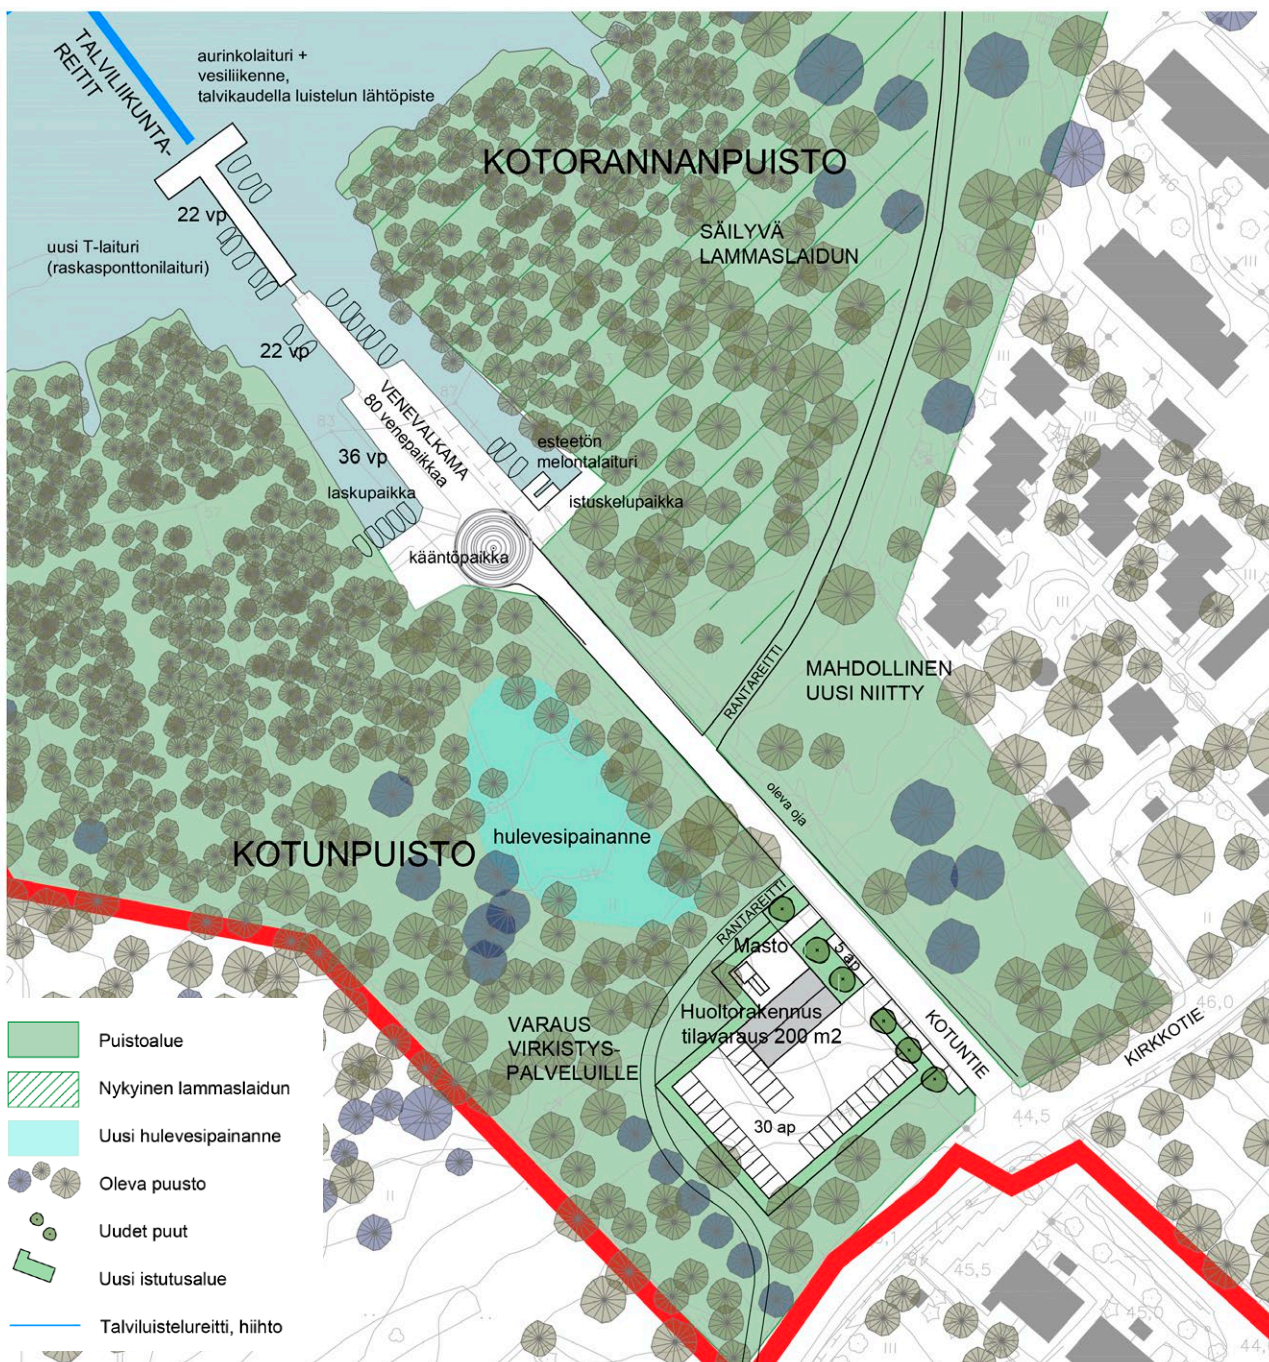 TALVILIIKUNTA-
REITIT
aurinkolaituri +
vesiliikenne,
talvikaudella luistelun lähtöpiste
KOTORANNANPUISTO
22 vp
uusi T-laituri
(raskasponttonilaituri)
SÄILYVÄ
LAMMASLAIDUN
22 vp
VENEVALKAMA
80 venepaikkaa
36 vp
laskupaikka
esteetön
melontalaituri
istuskelupaikka
kääntöpaikka
RANTAREITTI
MAHDOLLINEN
UUSI NIITTY
oleva oja
hulevesipainanne
KOTUNPUISTO
RANTAREITTI
Masto
5 ap
Huoltorakennus
tilavaraus 200 m2
KOTUNTIE
KIRKKOTIE
46,0
44,5
VARAUS
VIRKISTYS-
PALVELUILLE
30 ap
45,5
45,0
Puistoalue
Nykyinen lammaslaidun
Uusi hulevesipainanne
Oleva puusto
Uudet puut
Uusi istutusalue
Talviluistelureitti, hiihto